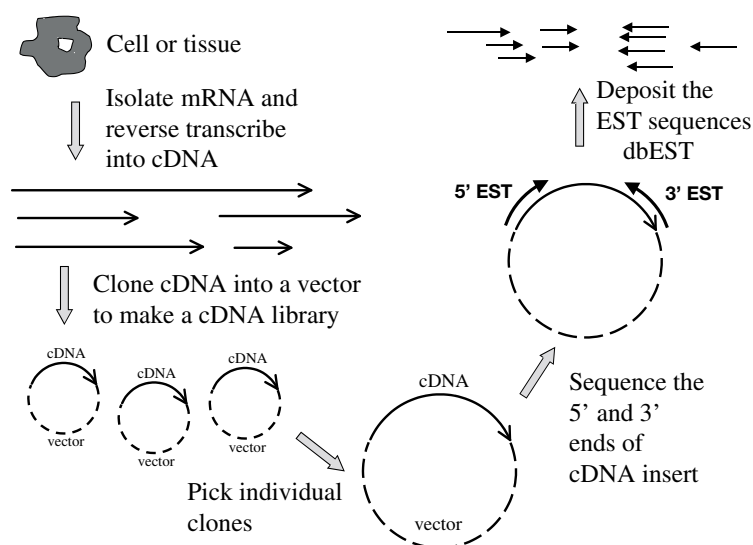 Cell or tissue
Isolate mRNA and
reverse transcribe
into cDNA
Clone cDNA into a vector
to make a cDNA library
cDNA
vector
cDNA
vector
cDNA
vector
Pick individual
clones
cDNA
vector
Sequence the
5’ and 3’
ends of
cDNA insert
5’ EST
3’ EST
Deposit the
EST sequences
dbEST